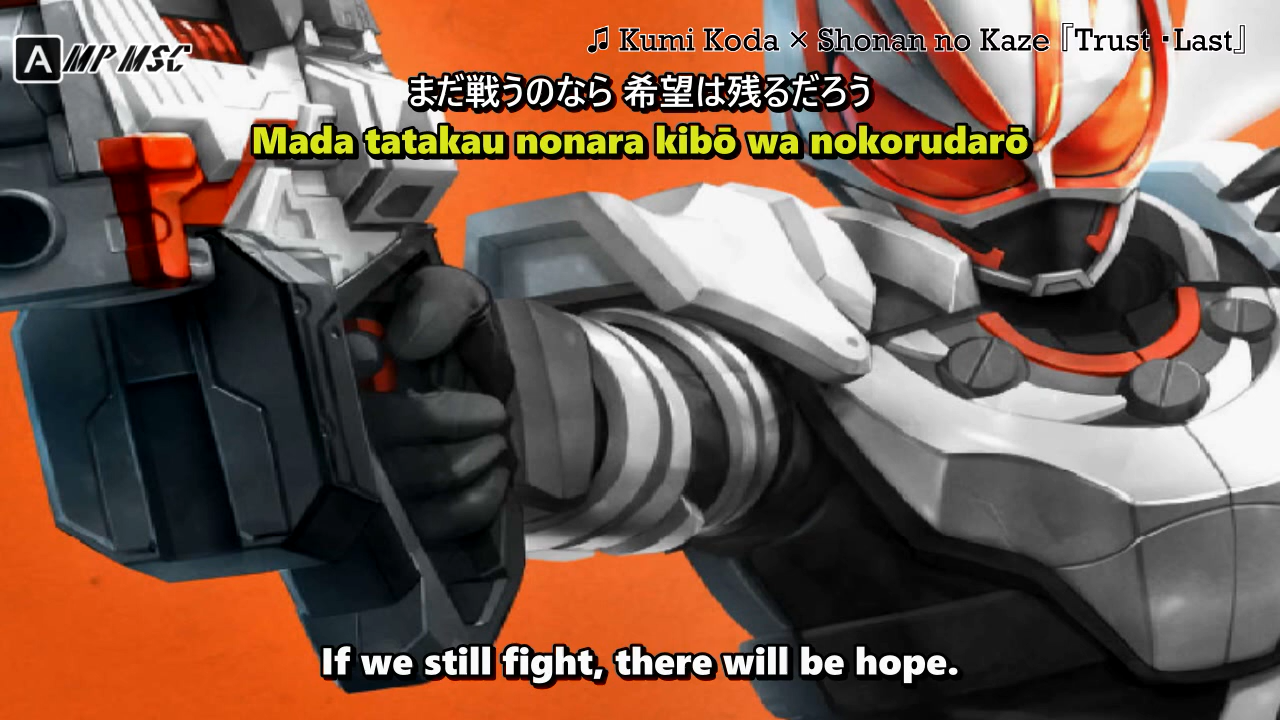 AMP MSC
♫ Kumi Koda × Shonan no Kaze『Trust・Last』
まだ戦うのなら 希望は残るだろう
Mada tatakau nonara kibō wa nokorudarō
If we still fight, there will be hope.